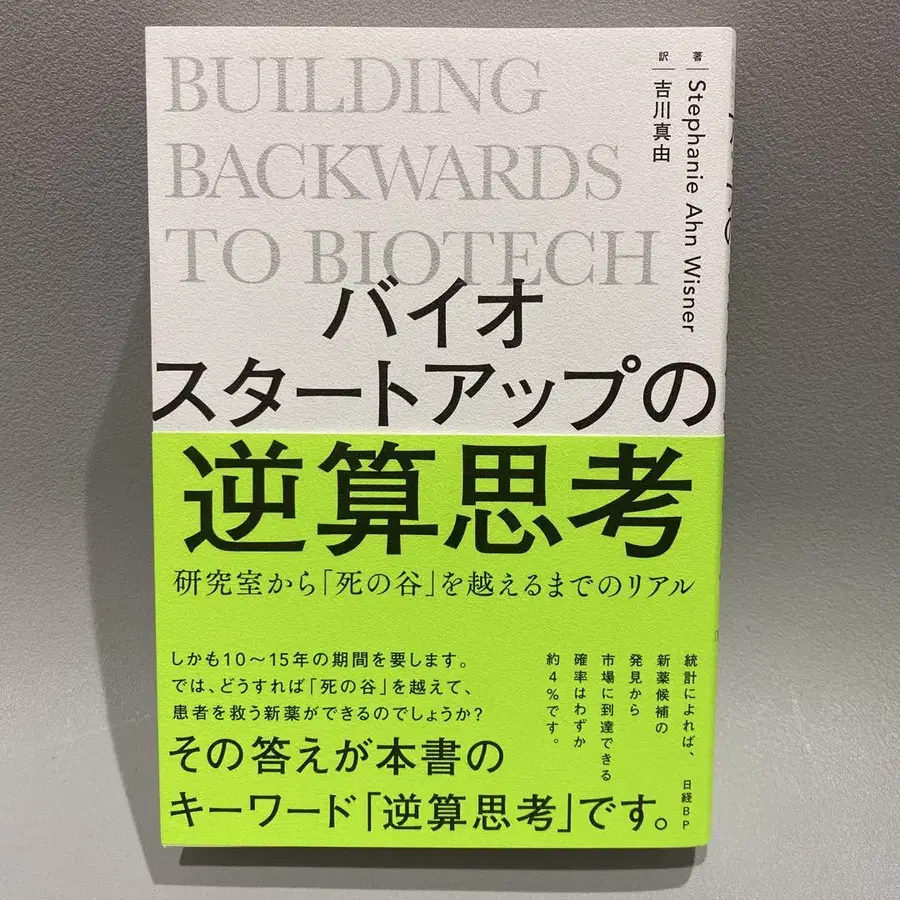 BUILDING
BACKWARDS
TO BIOTECH
著 Stephanie Ahn Wisner
訳 吉川真由
バイオ
スタートアップの
逆算思考
研究室から「死の谷」を越えるまでのリアル
統計によれば、
新薬候補の
発見から
市場に到達できる
確率はわずか
約4%です。
しかも10〜15年の期間を要します。
では、どうすれば「死の谷」を越えて、
患者を救う新薬ができるのでしょうか?
その答えが本書の
キーワード「逆算思考」です。
日経BP